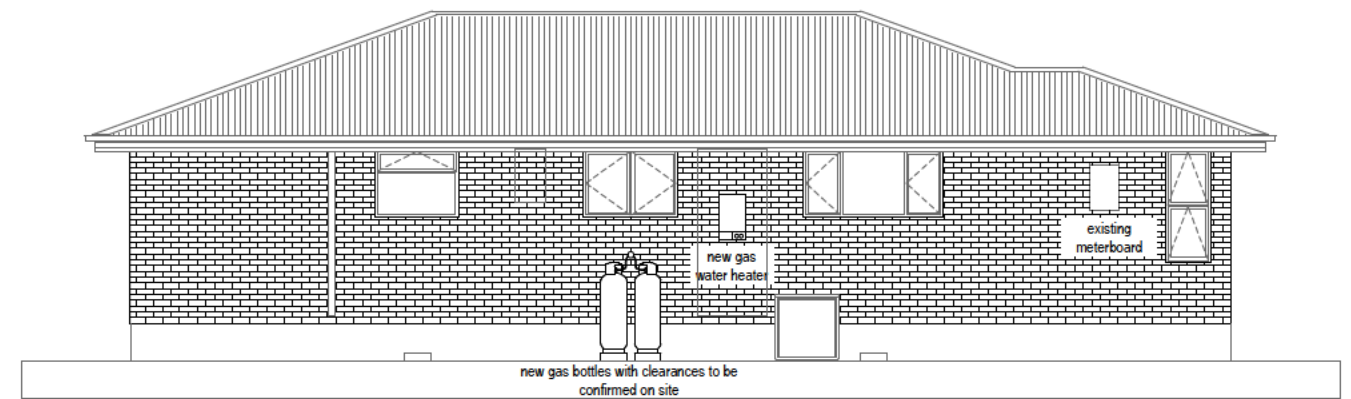 existing
meterboard
new gas
water heater
new gas bottles with clearances to be
confirmed on site